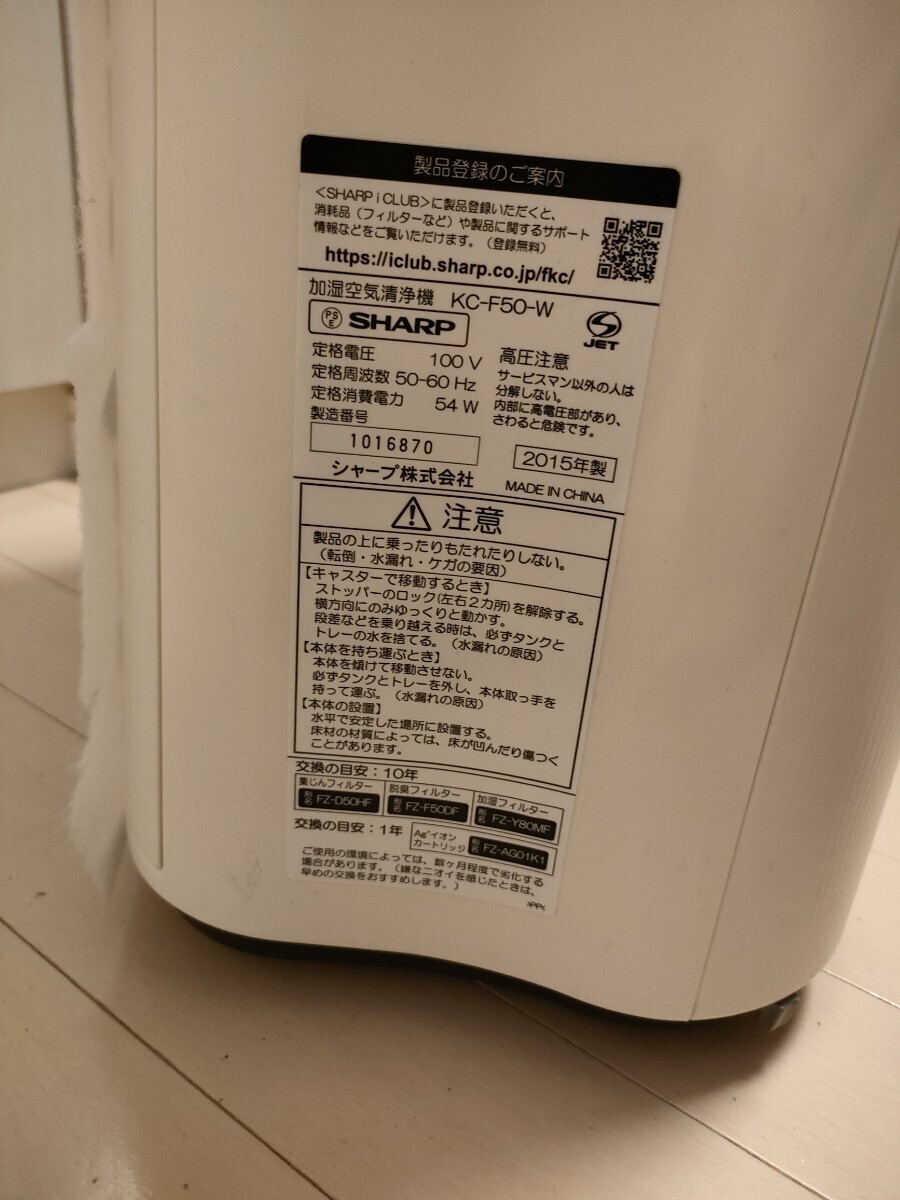 製品登録のご案内
<SHARP i CLUB>に製品登録いただくと、
消耗品（フィルターなど）や製品に関するサポート
情報などをご覧いただけます。（登録無料）
https://iclub.sharp.co.jp/fkc/
加湿空気清浄機 KC-F50-W
PSE SHARP
JET
定格電圧 100 V
定格周波数 50-60 Hz
定格消費電力 54 W
製造番号
1016870
シャープ株式会社
高圧注意
サービスマン以外の人は
分解しない。
内部に高電圧部があり、
さわると危険です。
2015年製
MADE IN CHINA
注意
製品の上に乗ったりもたれたりしない。
（転倒・水漏れ・ケガの要因）
【キャスターで移動するとき】
ストッパーのロック(左右２カ所)を解除する。
横方向にのみゆっくりと動かす。
段差などを乗り越える時は、必ずタンクと
トレーの水を捨てる。（水漏れの原因）
【本体を持ち運ぶとき】
本体を傾けて移動させない。
必ずタンクとトレーを外し、本体取っ手を
持って運ぶ。（水漏れの原因）
【本体の設置】
水平で安定した場所に設置する。
床材の材質によっては、床が凹んだり傷つく
ことがあります。
交換の目安：10年
集じんフィルター 脱臭フィルター 加湿フィルター
形名 FZ-D50HF 形名 FZ-F50DF 形名 FZ-Y80MF
交換の目安：1年 Ag⁺イオンカートリッジ 形名 FZ-AG01K1
ご使用の環境によっては、数ヶ月程度で劣化する
場合があります。（嫌なニオイを感じたときは、
早めの交換をおすすめします。）
>PP<